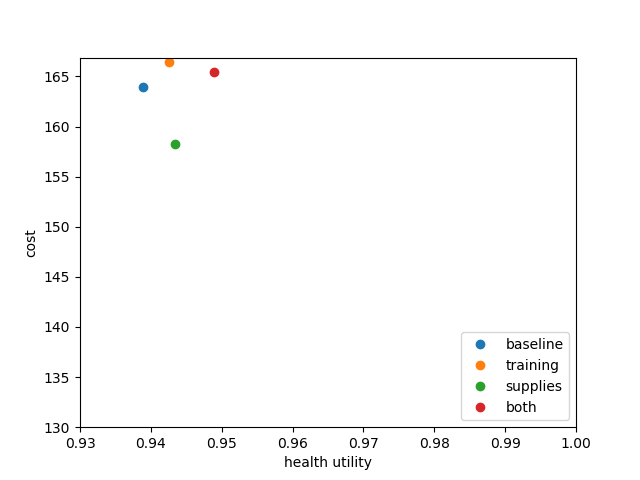 165
160
155
150
145
140
135
130
cost
0.93 0.94 0.95 0.96 0.97 0.98 0.99 1.00
health utility
baseline
training
supplies
both